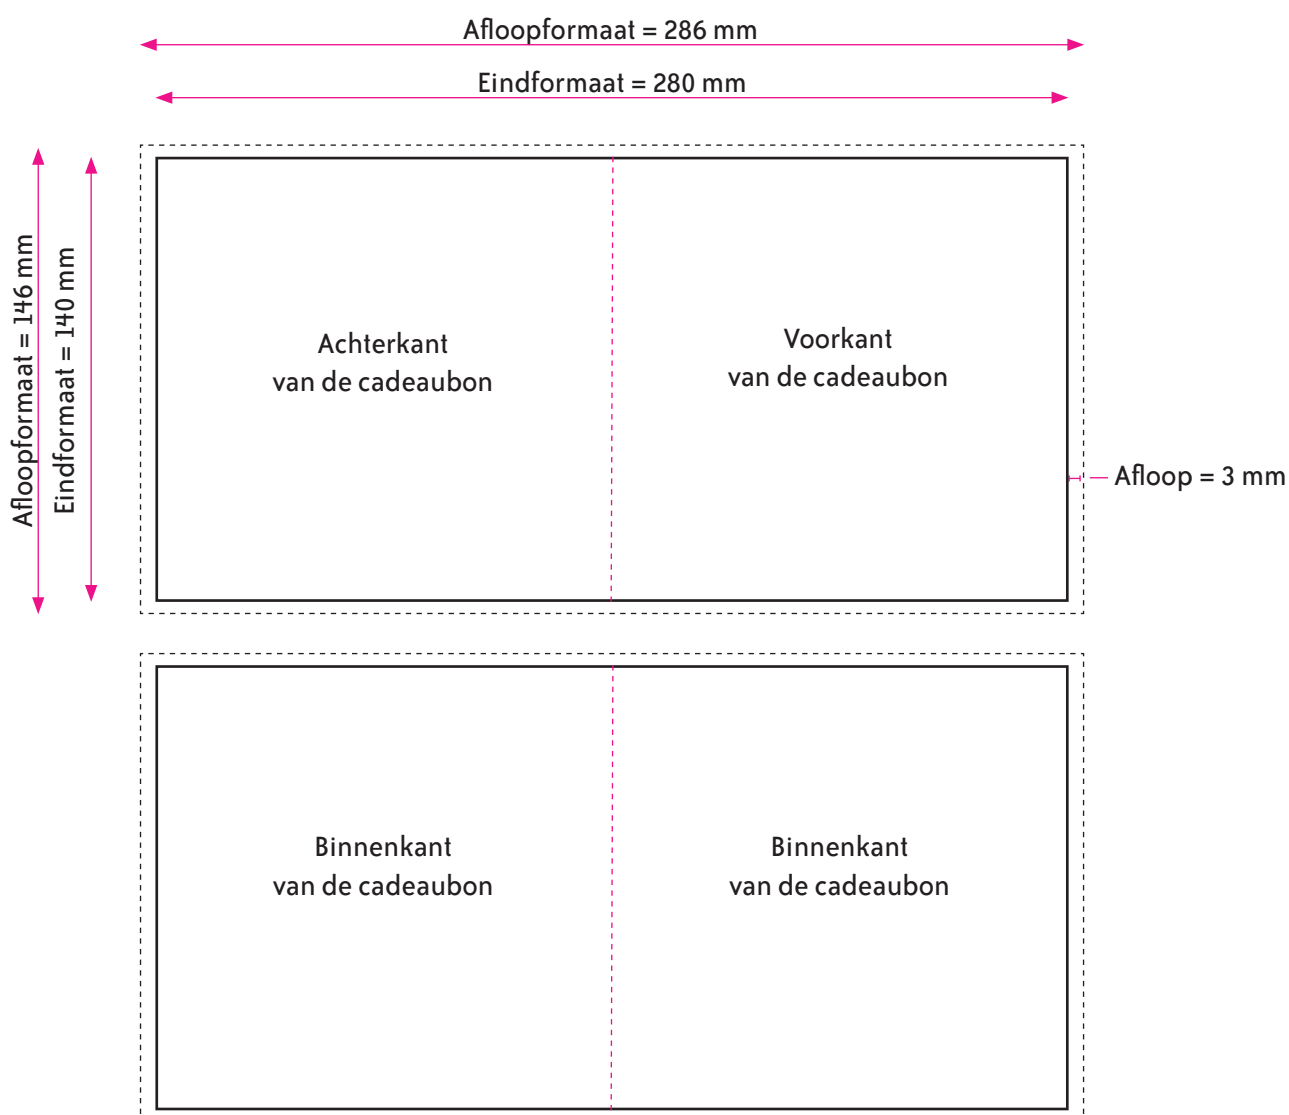 Afloopformaat = 286 mm
Eindformaat = 280 mm
Afloopformaat = 146 mm
Eindformaat = 140 mm
Achterkant
van de cadeaubon
Voorkant
van de cadeaubon
Afloop = 3 mm
Binnenkant
van de cadeaubon
Binnenkant
van de cadeaubon